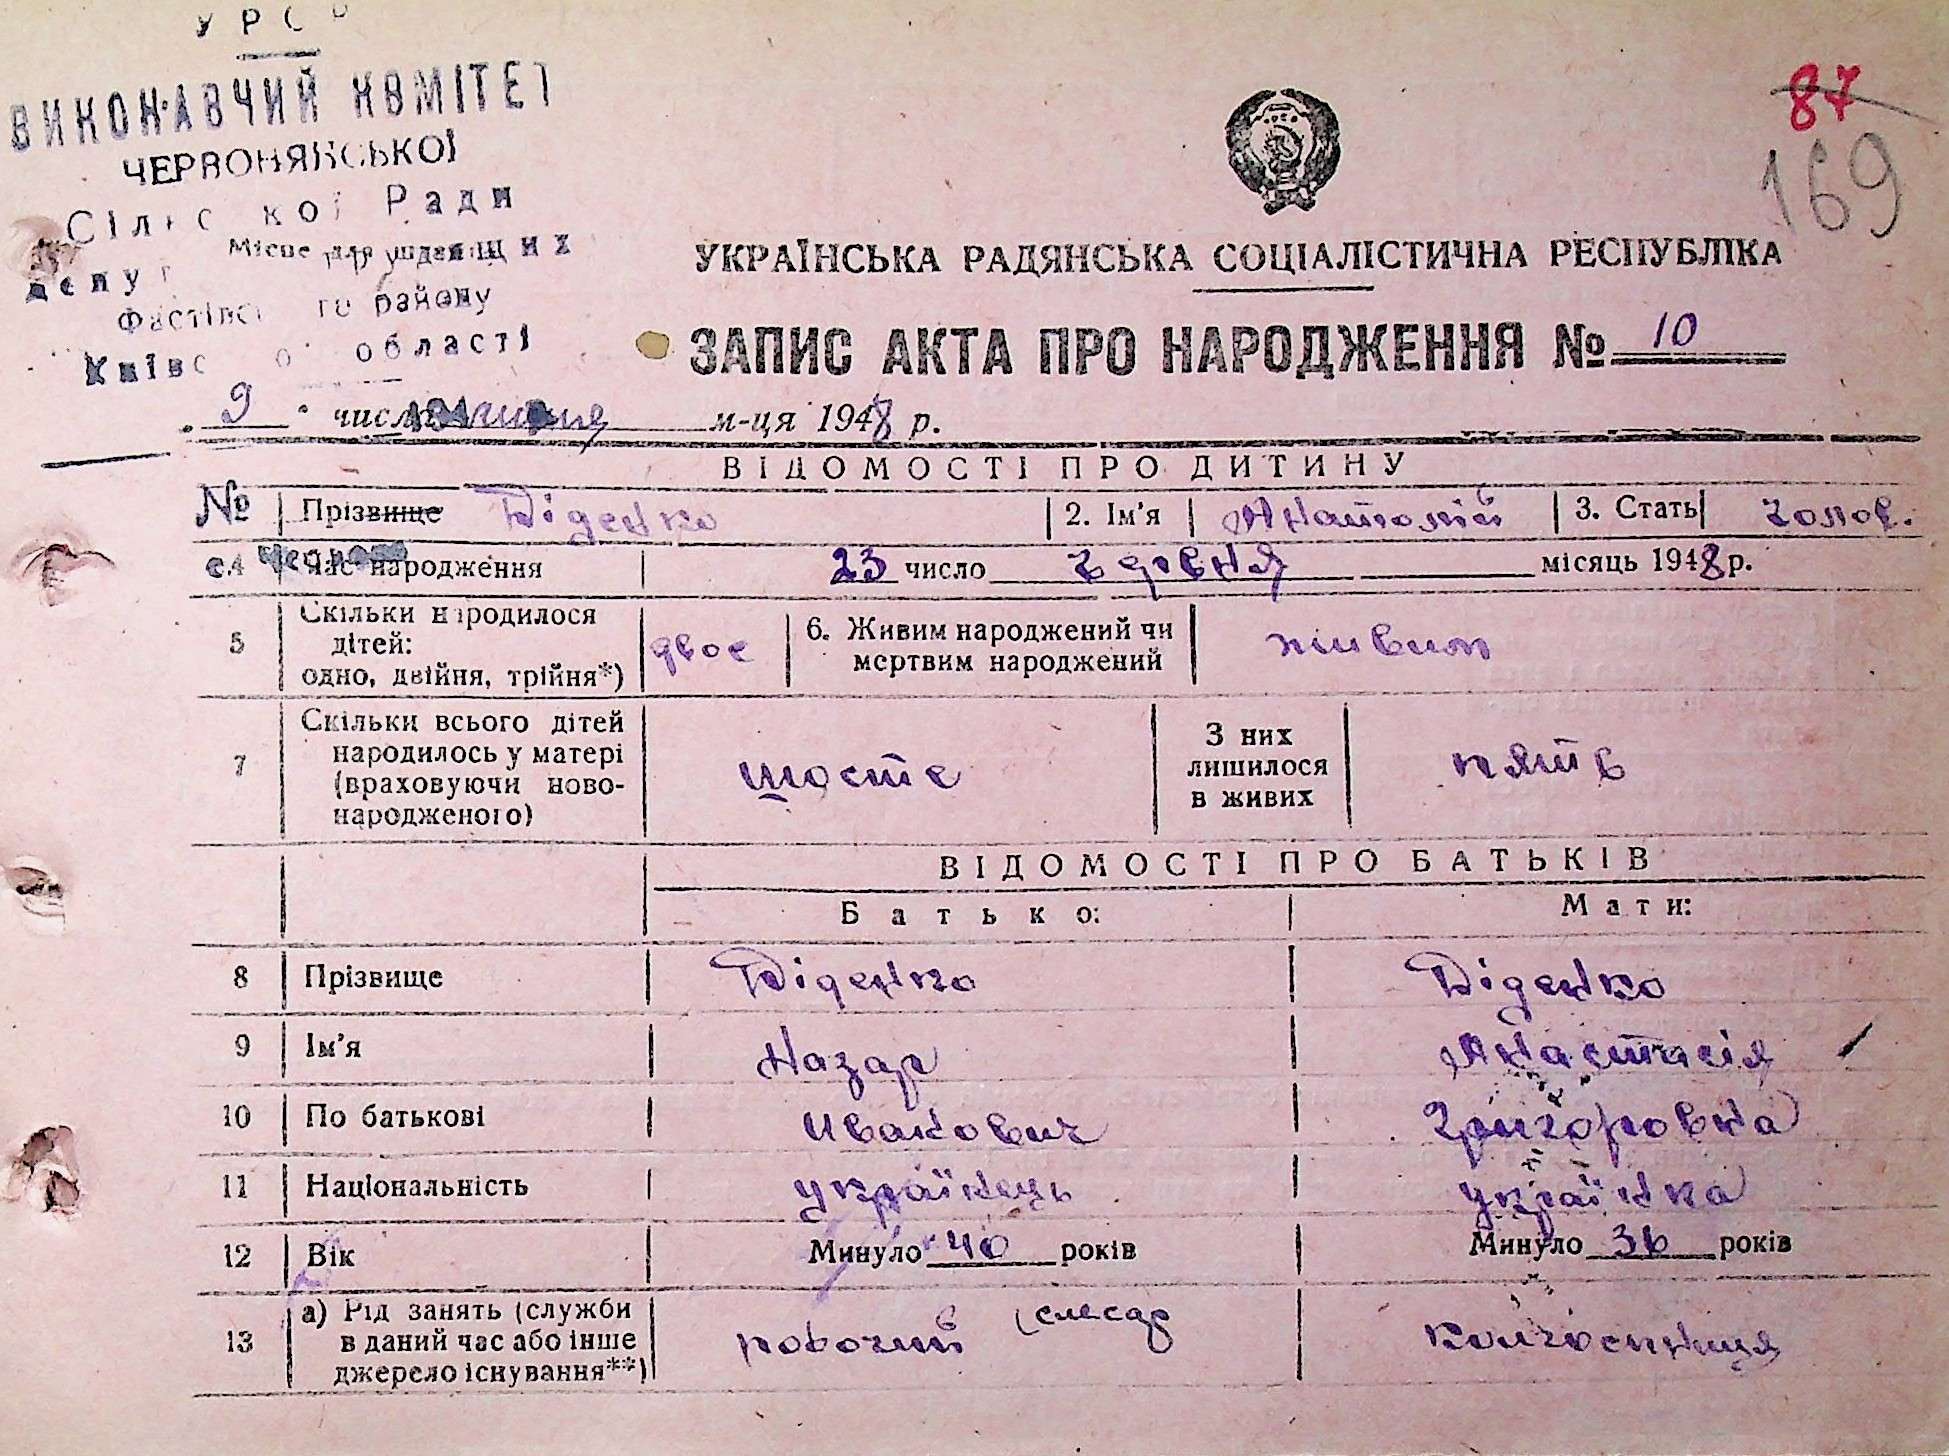 УРС
ВИКОНАВЧИЙ КОМІТЕТ
ЧЕРВОНЯНСЬКОЇ
Сільської Ради
Місце для
депут щих
Фастівського району
Київської області
87
169
УКРАЇНСЬКА РАДЯНСЬКА СОЦІАЛІСТИЧНА РЕСПУБЛІКА
ЗАПИС АКТА ПРО НАРОДЖЕННЯ № 10
„ 9 " числа м-ця 1948 р.
ВІДОМОСТІ ПРО ДИТИНУ
№ Прізвище Діденко 2. Ім'я Анатолій 3. Стать чолов.
4 Час народження 23 число місяць 1948 р.
5 Скільки народилося дітей: одно, двійня, трійня*) двоє 6. Живим народжений чи мертвим народжений живим
7 Скільки всього дітей народилось у матері (враховуючи новонародженого) шосте З них лишилося в живих пять
ВІДОМОСТІ ПРО БАТЬКІВ
Батько: Мати:
8 Прізвище Діденко Діденко
9 Ім'я Назар Анастасія
10 По батькові Иванович Григоровна
11 Національність українець українка
12 Вік Минуло 40 років Минуло 36 років
13 а) Рід занять (служби в даний час або інше джерело існування**) робочий (слесар колгоспниця